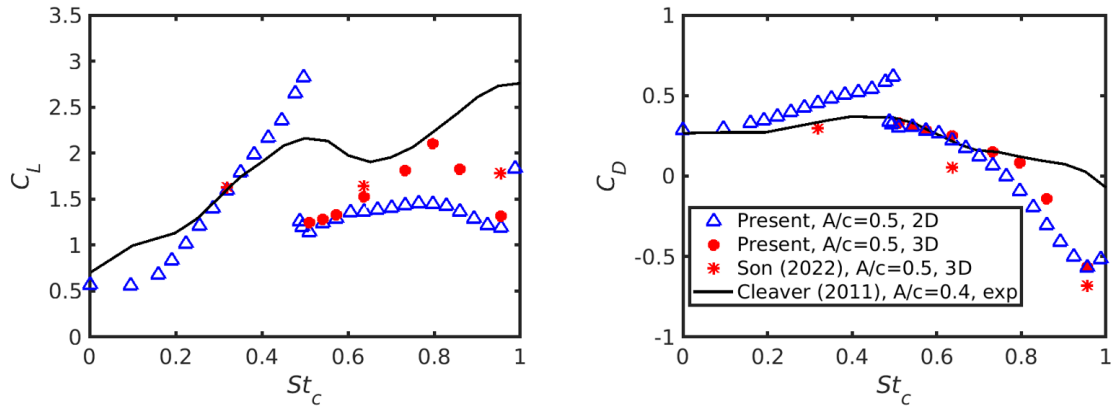 3.5
3
2.5
2
1.5
1
0.5
0
C_L
0 0.2 0.4 0.6 0.8 1
St_c
1
0.5
0
-0.5
-1
C_D
Present, A/c=0.5, 2D
Present, A/c=0.5, 3D
Son (2022), A/c=0.5, 3D
Cleaver (2011), A/c=0.4, exp
0 0.2 0.4 0.6 0.8 1
St_c